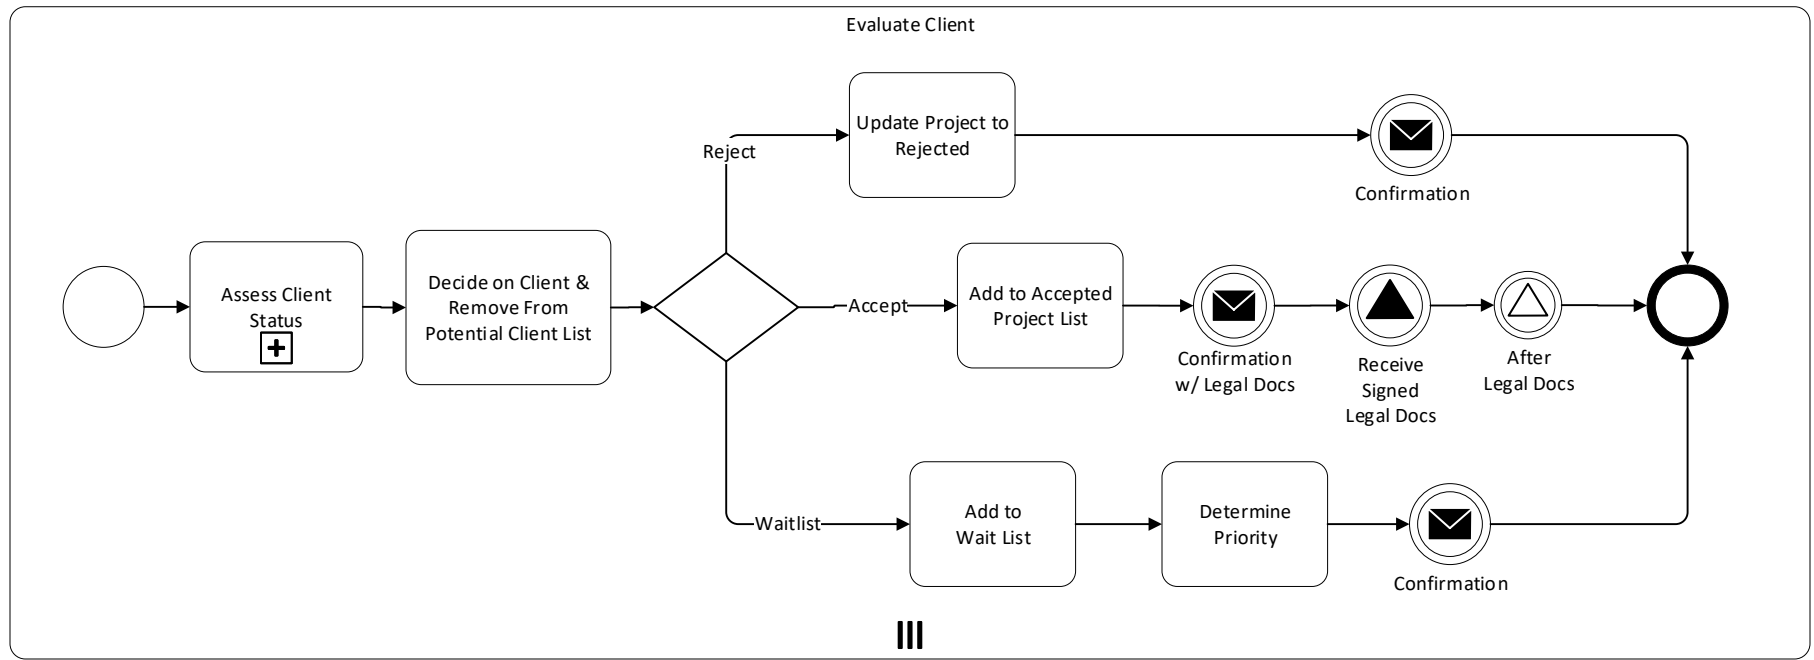 Evaluate Client
Update Project to
Rejected
Reject
Confirmation
Assess Client
Status
Decide on Client &
Remove From
Potential Client List
Accept
Add to Accepted
Project List
Confirmation
w/ Legal Docs
Receive
Signed
Legal Docs
After
Legal Docs
Waitlist
Add to
Wait List
Determine
Priority
Confirmation